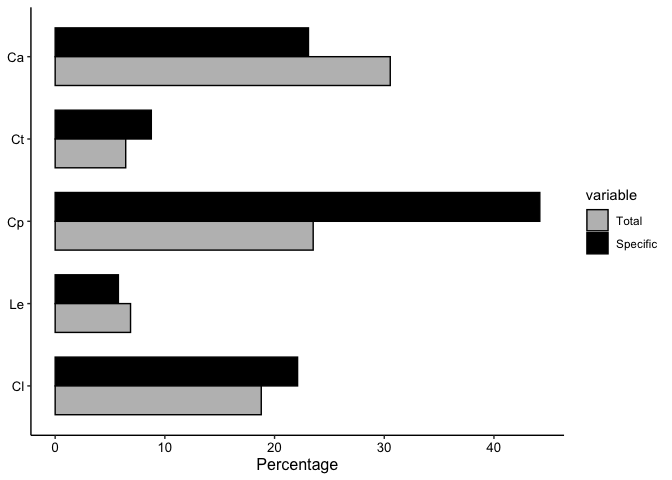 Ca
Ct
Cp
Le
Cl
0 10 20 30 40
Percentage
variable
Total
Specific